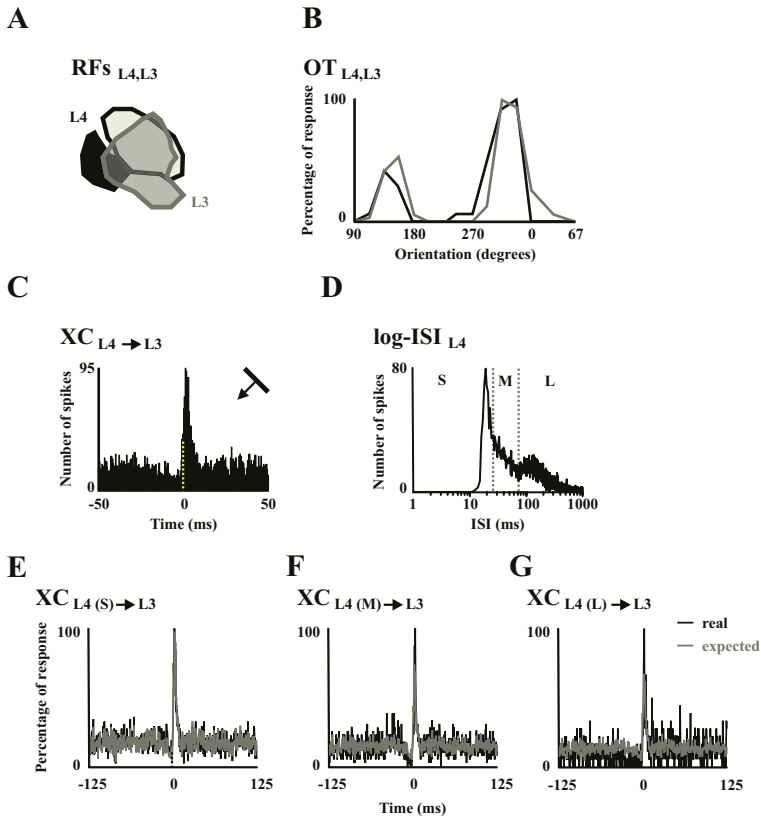 A
RFs L4,L3
L4
L3
B
OT L4,L3
Percentage of response
100
0
90 180 270 0 67
Orientation (degrees)
C
XC L4 → L3
Number of spikes
95
0
-50 0 50
Time (ms)
D
log-ISI L4
Number of spikes
80
0
S M L
1 10 100 1000
ISI (ms)
E
XC L4 (S) → L3
Percentage of response
100
0
-125 0 125
F
XC L4 (M) → L3
100
0
-125 0 125
Time (ms)
G
XC L4 (L) → L3
real
expected
100
0
-125 0 125